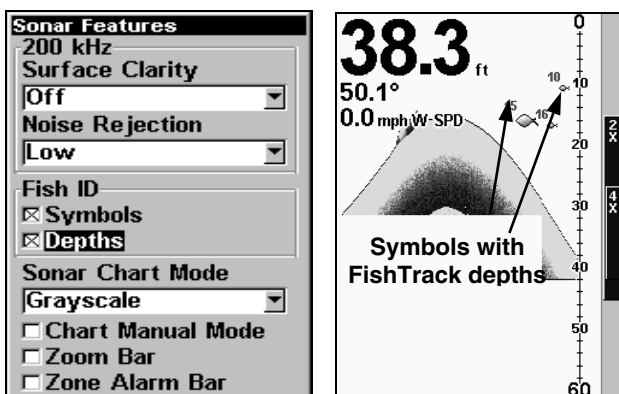 Sonar Features
200 kHz
Surface Clarity
Off
Noise Rejection
Low
Fish ID
Symbols
Depths
Sonar Chart Mode
Grayscale
Chart Manual Mode
Zoom Bar
Zone Alarm Bar
38.3 ft
50.1°
0.0 mph W-SPD
10
16
0
10
20
30
40
50
60
2X
4X
Symbols with
FishTrack depths